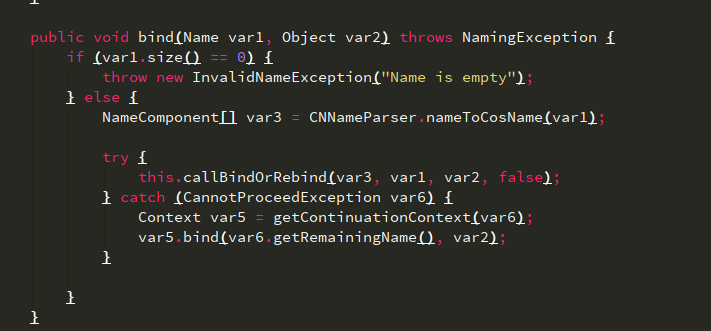 }
public void bind(Name var1, Object var2) throws NamingException {
if (var1.size() == 0) {
throw new InvalidNameException("Name is empty");
} else {
NameComponent[] var3 = CNNameParser.nameToCosName(var1);
try {
this.callBindOrRebind(var3, var1, var2, false);
} catch (CannotProceedException var6) {
Context var5 = getContinuationContext(var6);
var5.bind(var6.getRemainingName(), var2);
}
}
}